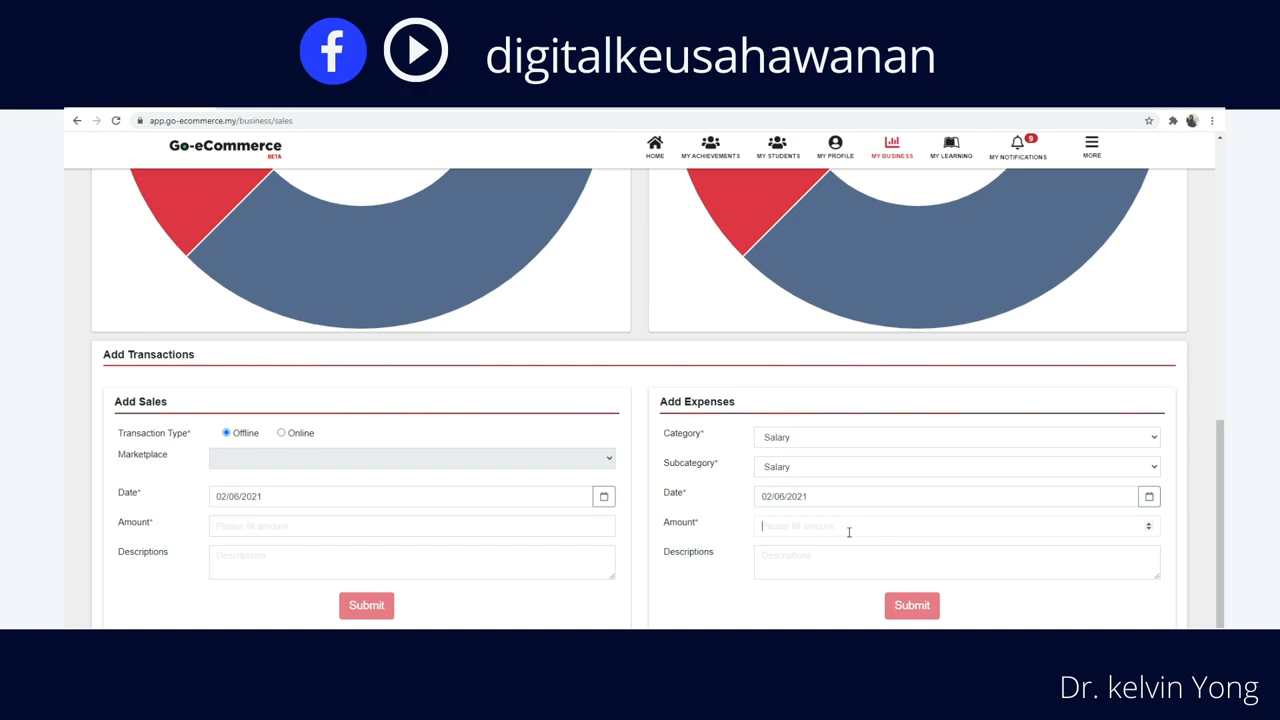 digitalkeusahawanan
app.go-ecommerce.my/business/sales
Go-eCommerce
BETA
HOME
MY ACHIEVEMENTS
MY STUDENTS
MY PROFILE
MY BUSINESS
MY LEARNING
9
MY NOTIFICATIONS
MORE
Add Transactions
Add Sales
Transaction Type* Offline Online
Marketplace
Date* 02/06/2021
Amount* Please fill amount
Descriptions Descriptions
Submit
Add Expenses
Category* Salary
Subcategory* Salary
Date* 02/06/2021
Amount* Please fill amount
Descriptions Descriptions
Submit
Dr. kelvin Yong